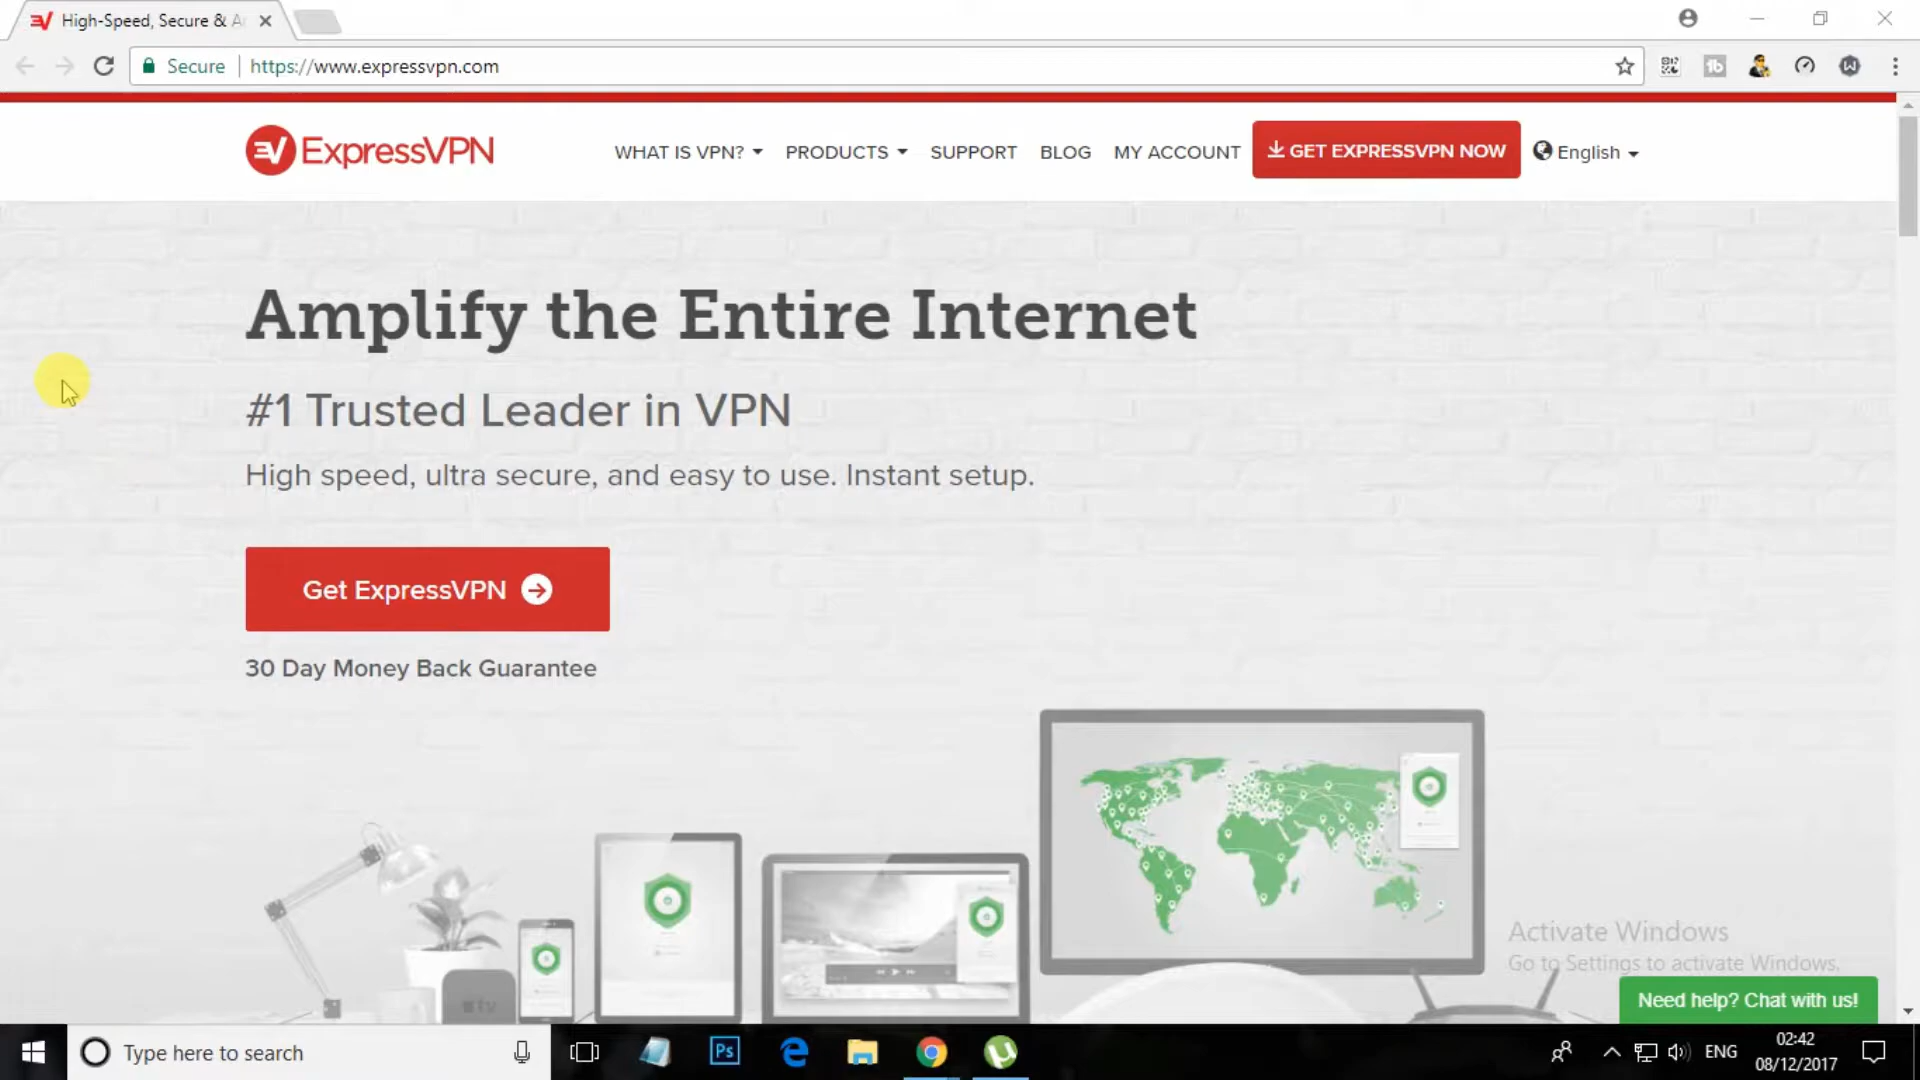 High-Speed, Secure & A
Secure
https://www.expressvpn.com
ExpressVPN
WHAT IS VPN?
PRODUCTS
SUPPORT
BLOG
MY ACCOUNT
GET EXPRESSVPN NOW
English
Amplify the Entire Internet
#1 Trusted Leader in VPN
High speed, ultra secure, and easy to use. Instant setup.
Get ExpressVPN
30 Day Money Back Guarantee
tv
Activate Windows
Go to Settings to activate Windows.
Need help? Chat with us!
Type here to search
Ps
ENG
02:42
08/12/2017